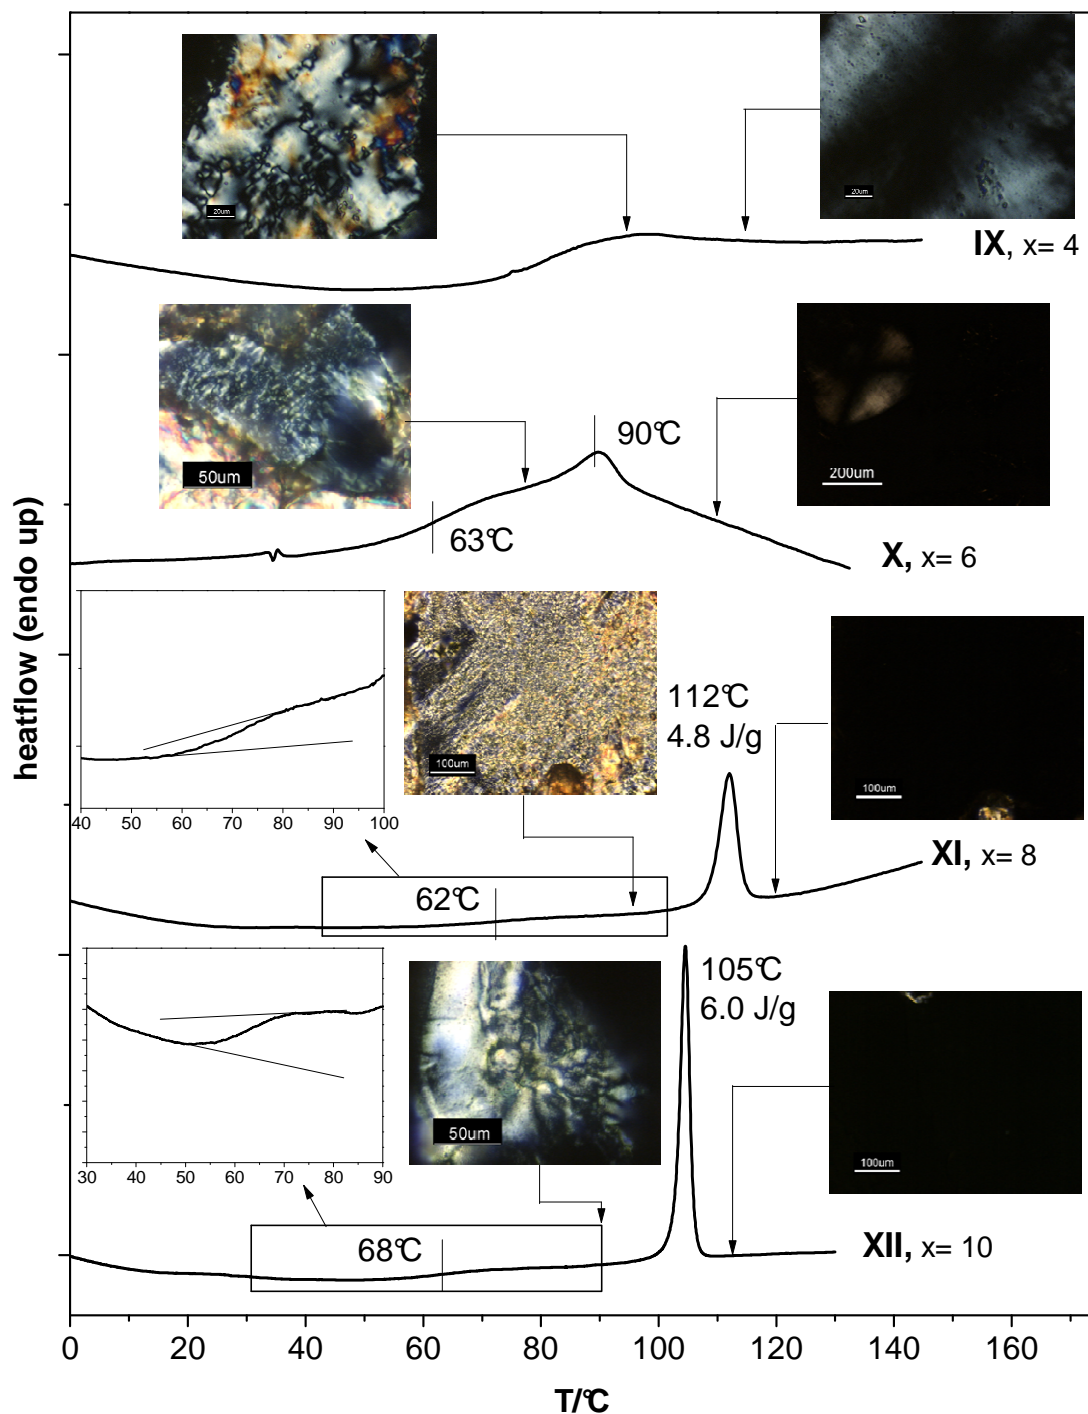 20um
20um
IX, x= 4
50um
90℃
200um
63℃
X, x= 6
heatflow (endo up)
100um
112℃
4.8 J/g
100um
40 50 60 70 80 90 100
XI, x= 8
62℃
50um
105℃
6.0 J/g
100um
30 40 50 60 70 80 90
68℃
XII, x= 10
0 20 40 60 80 100 120 140 160
T/℃